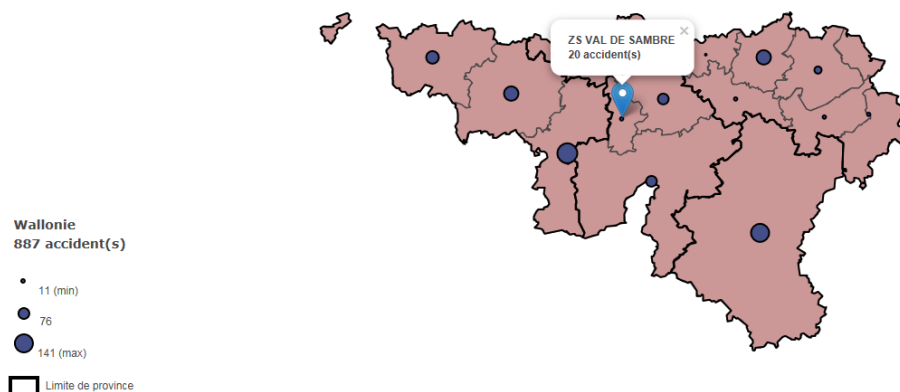 ZS VAL DE SAMBRE
20 accident(s)
×
Wallonie
887 accident(s)
11 (min)
76
141 (max)
Limite de province